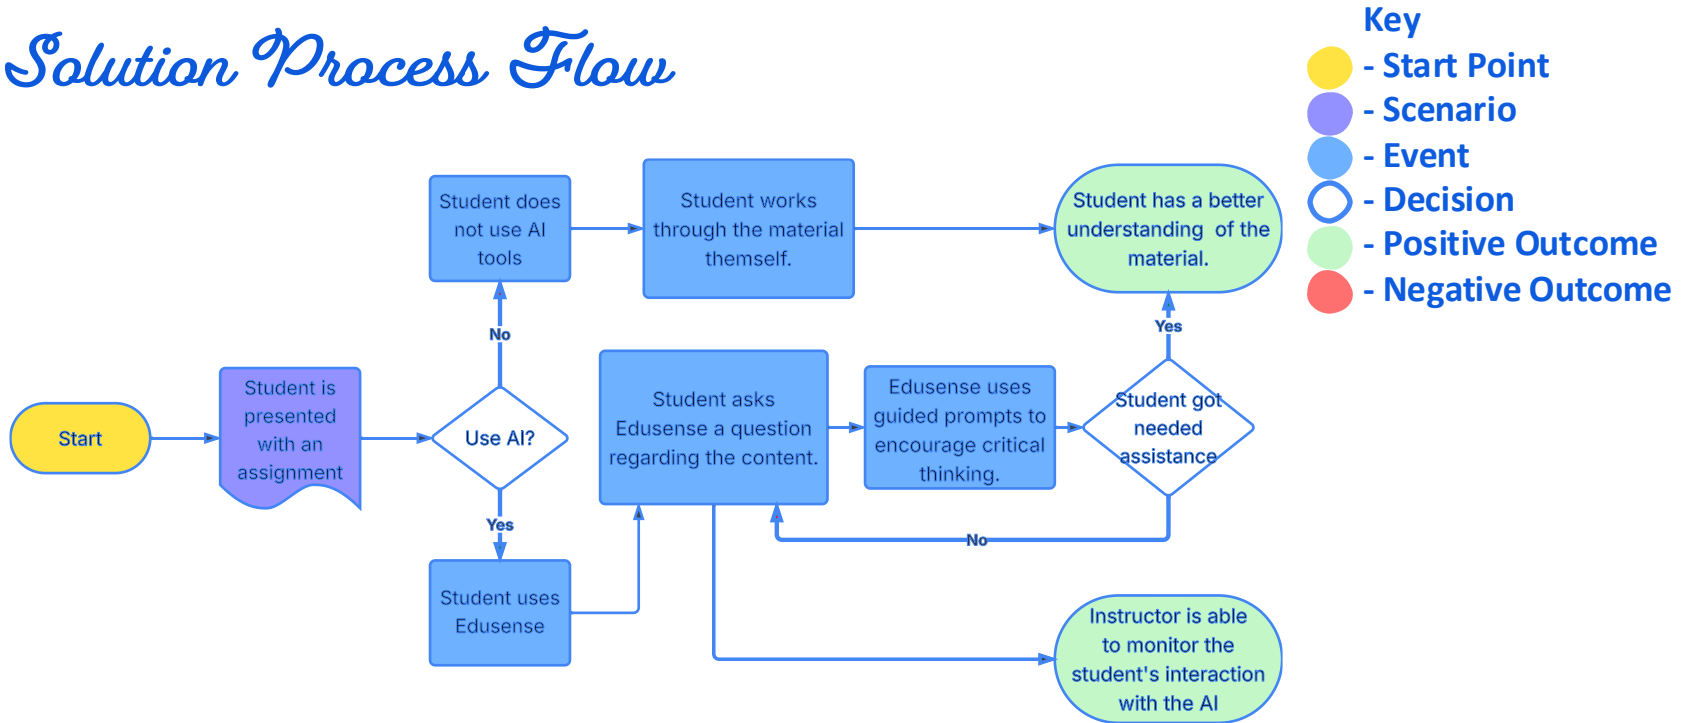 Solution Process Flow
Key
- Start Point
- Scenario
- Event
- Decision
- Positive Outcome
- Negative Outcome
Start
Student is
presented
with an
assignment
Use AI?
No
Student does
not use AI
tools
Student works
through the material
themself.
Student has a better
understanding of the
material.
Yes
Student uses
Edusense
Student asks
Edusense a question
regarding the content.
Edusense uses
guided prompts to
encourage critical
thinking.
Student got
needed
assistance
Yes
No
Instructor is able
to monitor the
student's interaction
with the AI